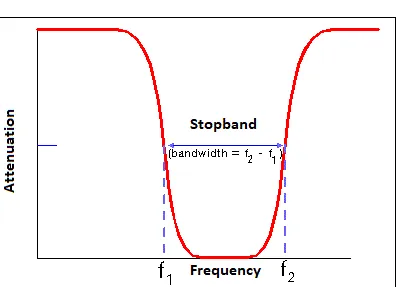 Attenuation
Stopband
(bandwidth = f2 - f1)
f1
Frequency
f2